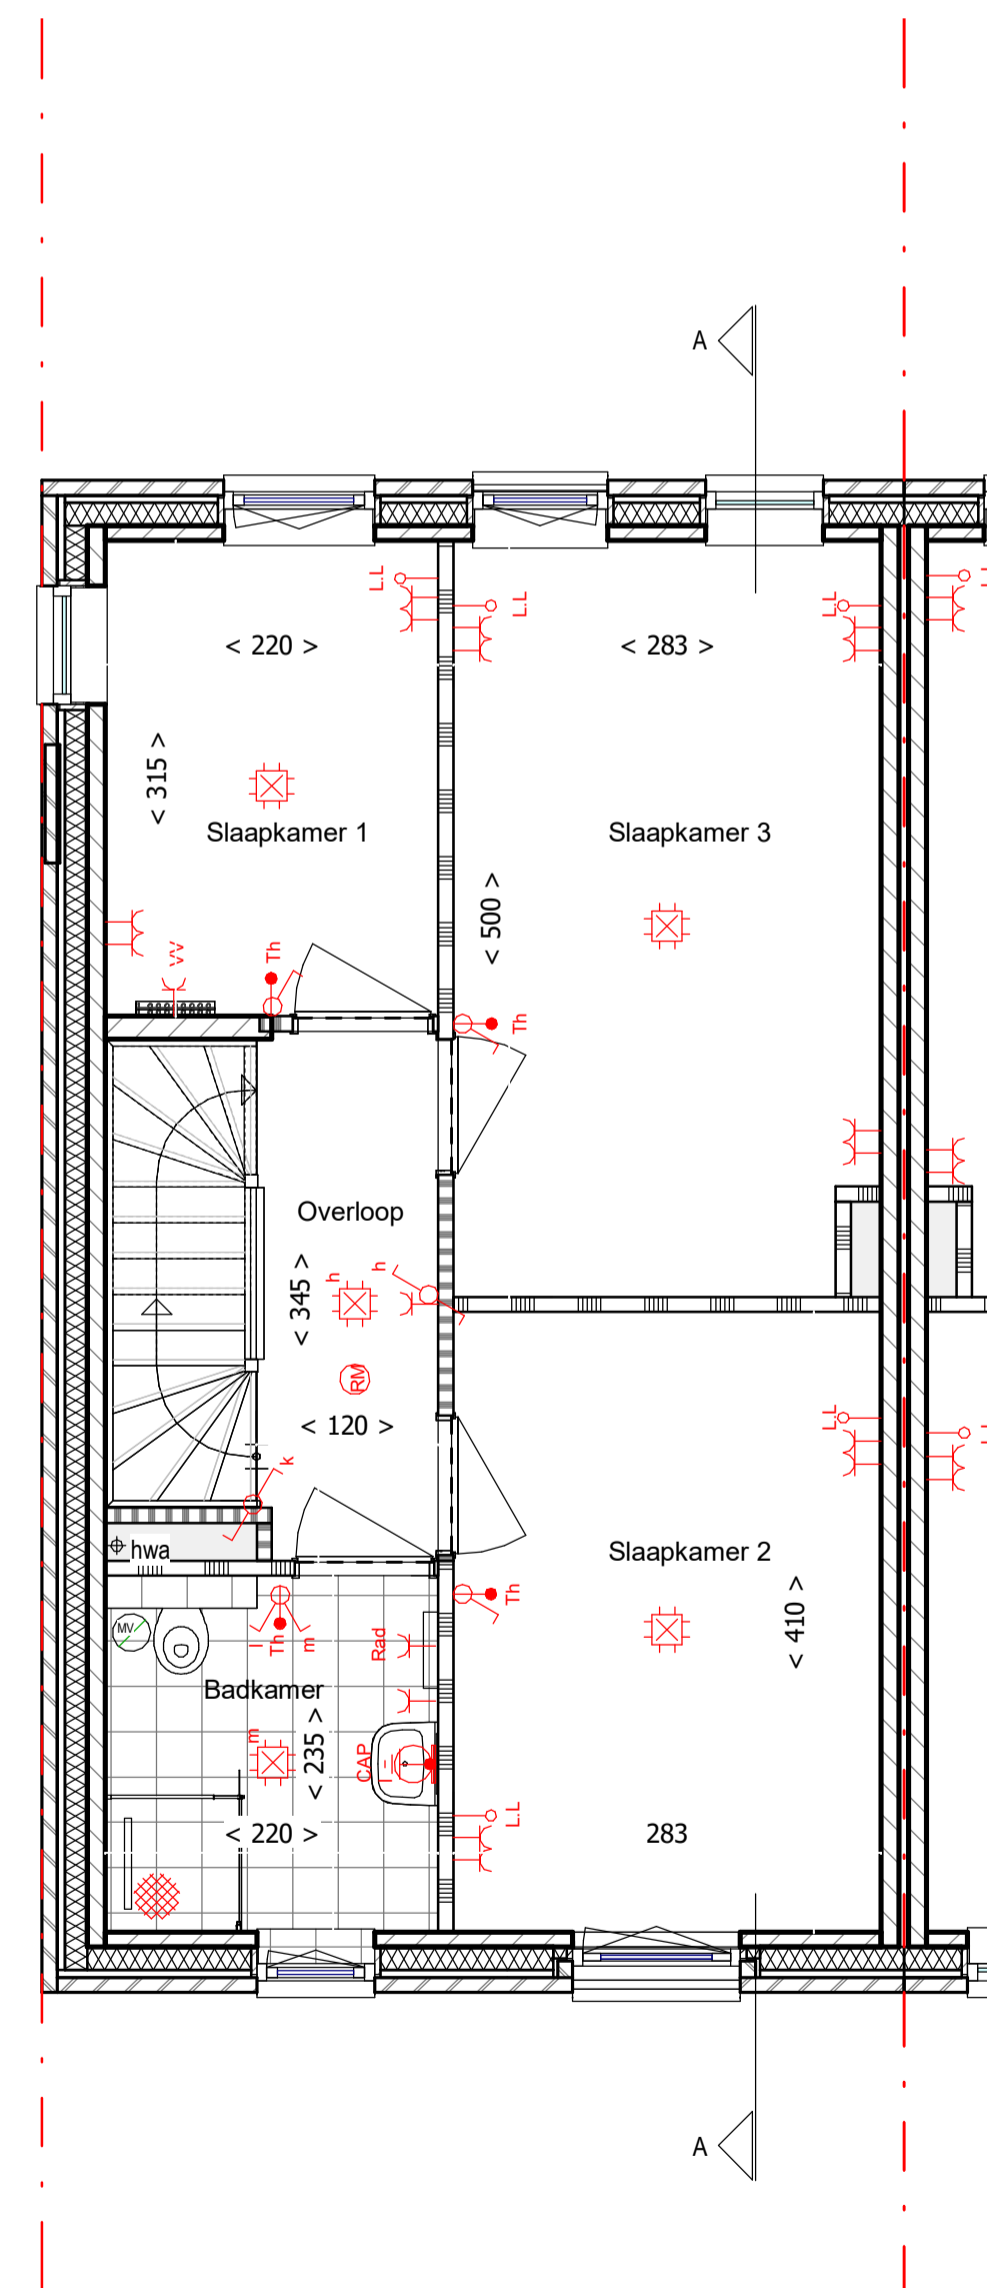 A
L.L
L.L
L.L
< 220 >
< 283 >
< 315 >
Slaapkamer 1
Slaapkamer 3
< 500 >
VV
Th
Th
Overloop
< 345 >
h
h
RM
< 120 >
L.L
k
hwa
Slaapkamer 2
Th
< 410 >
MV
l
Th
m
Rad
Badkamer
m
< 235 >
CAP
l
L.L
< 220 >
283
A